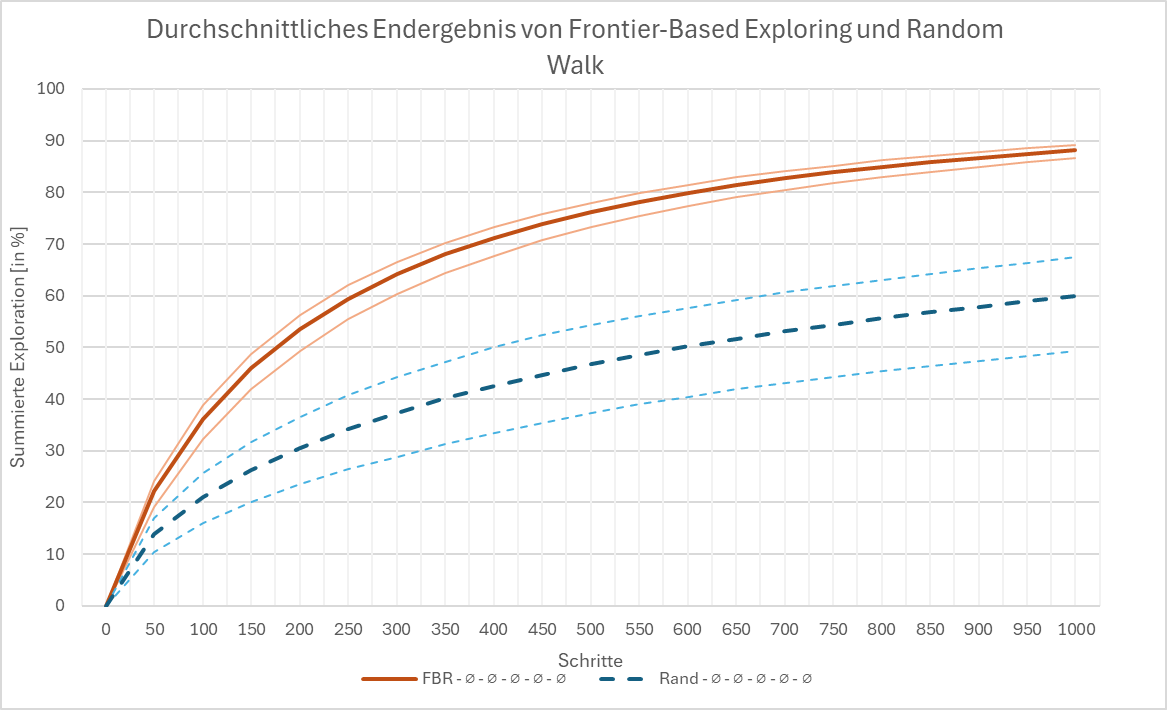 Durchschnittliches Endergebnis von Frontier-Based Exploring und Random
Walk
100
90
80
70
60
50
40
30
20
10
0
Summierte Exploration [in %]
0 50 100 150 200 250 300 350 400 450 500 550 600 650 700 750 800 850 900 950 1000
Schritte
FBR - ∅ - ∅ - ∅ - ∅ - ∅ Rand - ∅ - ∅ - ∅ - ∅ - ∅